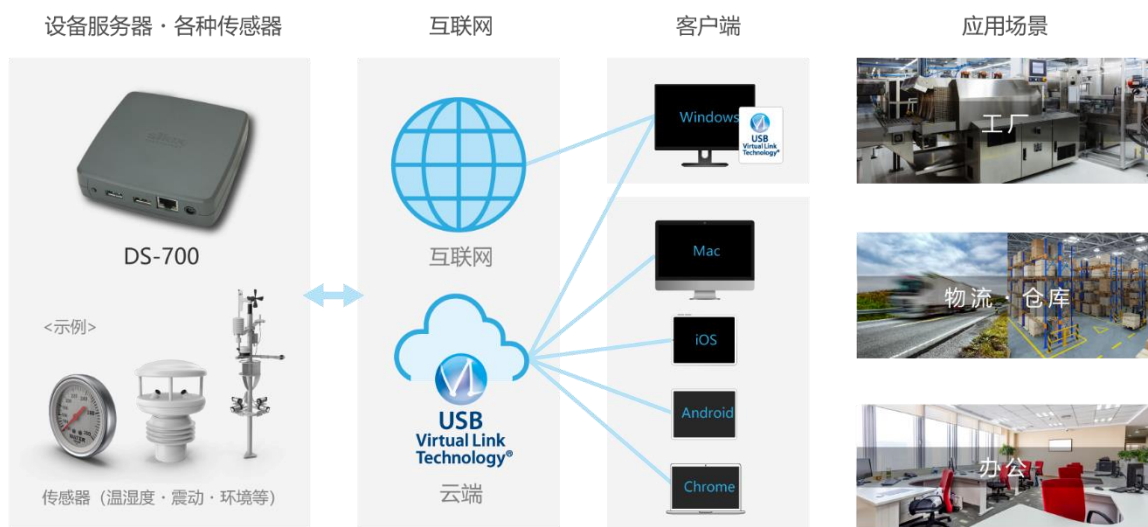 设备服务器·各种传感器
互联网
客户端
应用场景
DS-700
<示例>
传感器（温湿度·震动·环境等）
互联网
USB
Virtual Link
Technology®
云端
Windows
USB
Virtual Link
Technology®
Mac
iOS
Android
Chrome
工厂
物流·仓库
办公